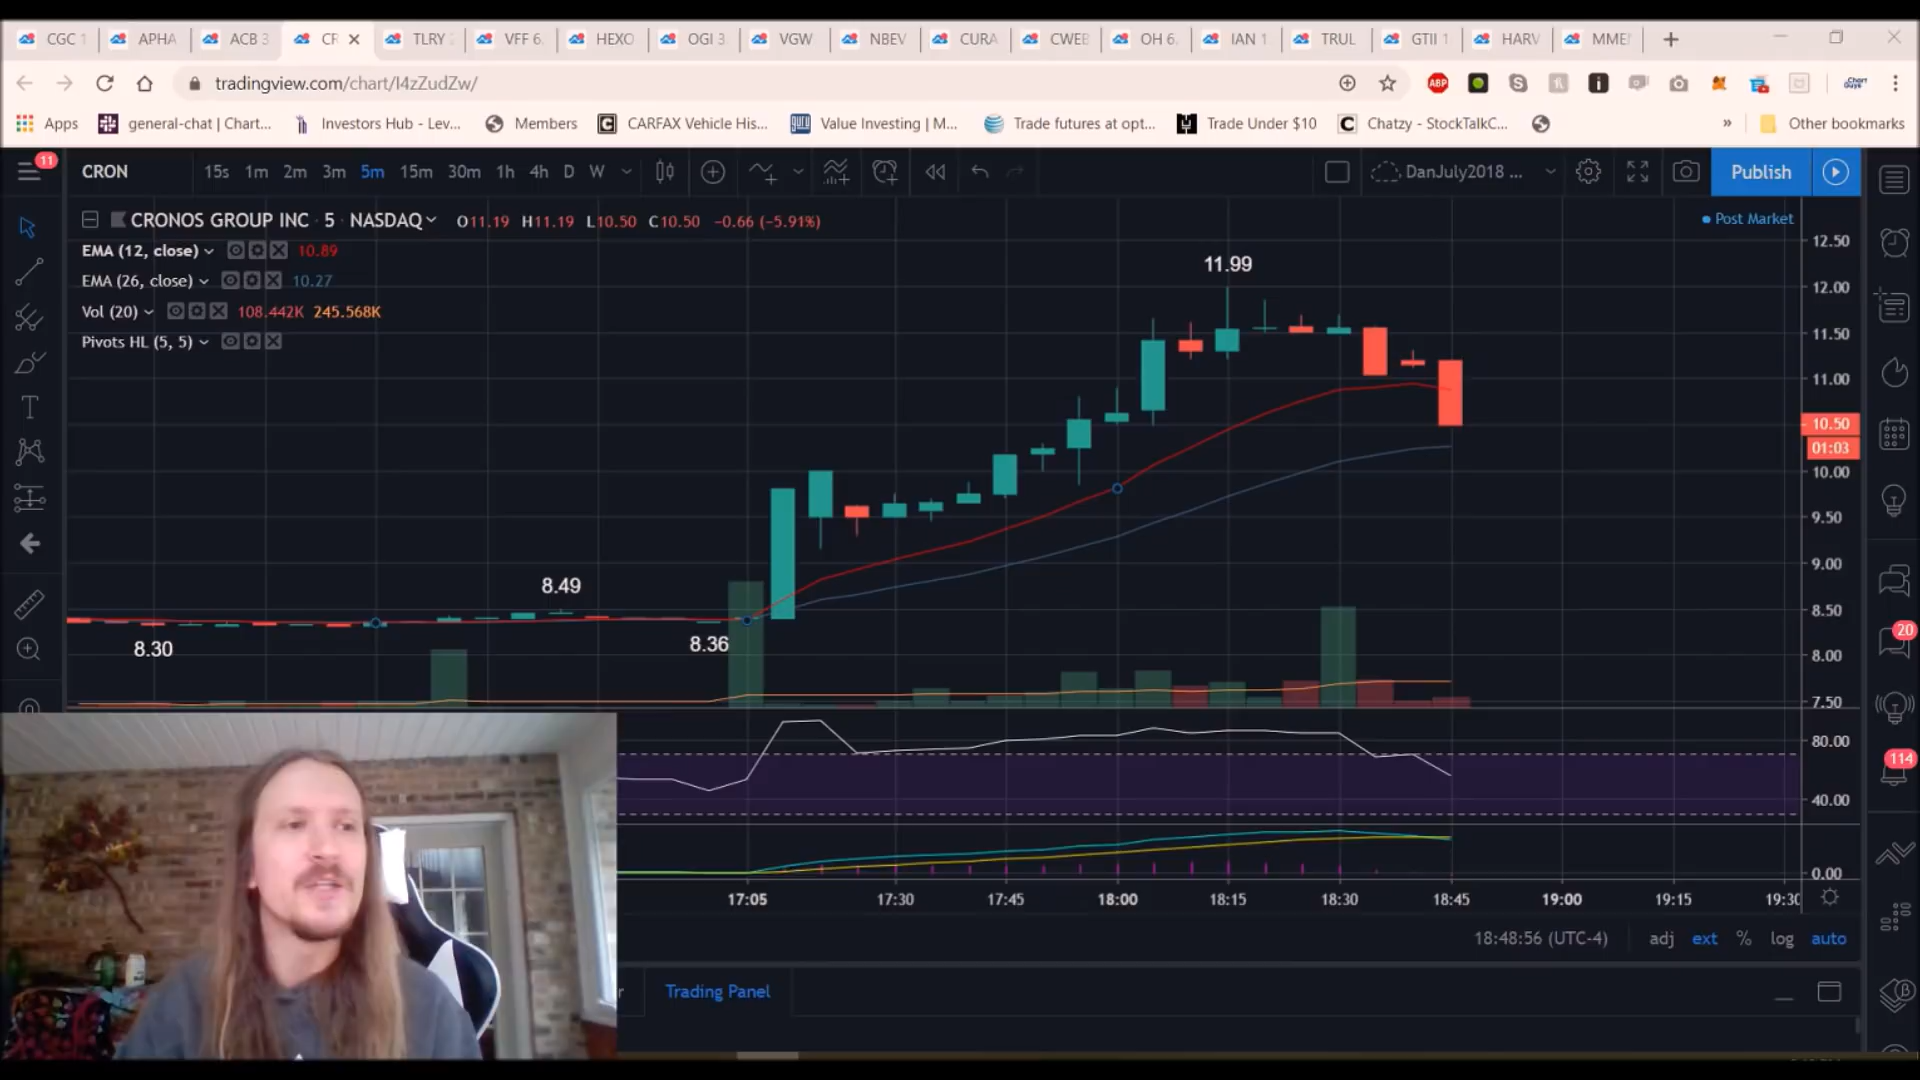 CGC 1 APHA ACB 3 CR TLRY 2 VFF 6. HEXO OGI 3. VGW NBEV CURA CWEB OH 6. IAN 1 TRUL GTII 1 HARV MMEN
tradingview.com/chart/I4zZudZw/ ABP
Apps general-chat | Chart... Investors Hub - Lev... Members CARFAX Vehicle His... guru Value Investing | M... Trade futures at opt... Trade Under $10 Chatzy - StockTalkC... » Other bookmarks
11 CRON 15s 1m 2m 3m 5m 15m 30m 1h 4h D W DanJuly2018 ... Publish
CRONOS GROUP INC · 5 · NASDAQ O11.19 H11.19 L10.50 C10.50 −0.66 (−5.91%) Post Market
EMA (12, close) 10.89
EMA (26, close) 10.27
Vol (20) 108.442K 245.568K
Pivots HL (5, 5)
11.99
8.49
8.30
8.36
12.50
12.00
11.50
11.00
10.50
01:03
10.00
9.50
9.00
8.50
8.00
7.50
80.00
40.00
0.00
20
114
17:05 17:30 17:45 18:00 18:15 18:30 18:45 19:00 19:15 19:30
18:48:56 (UTC-4) adj ext % log auto
r Trading Panel